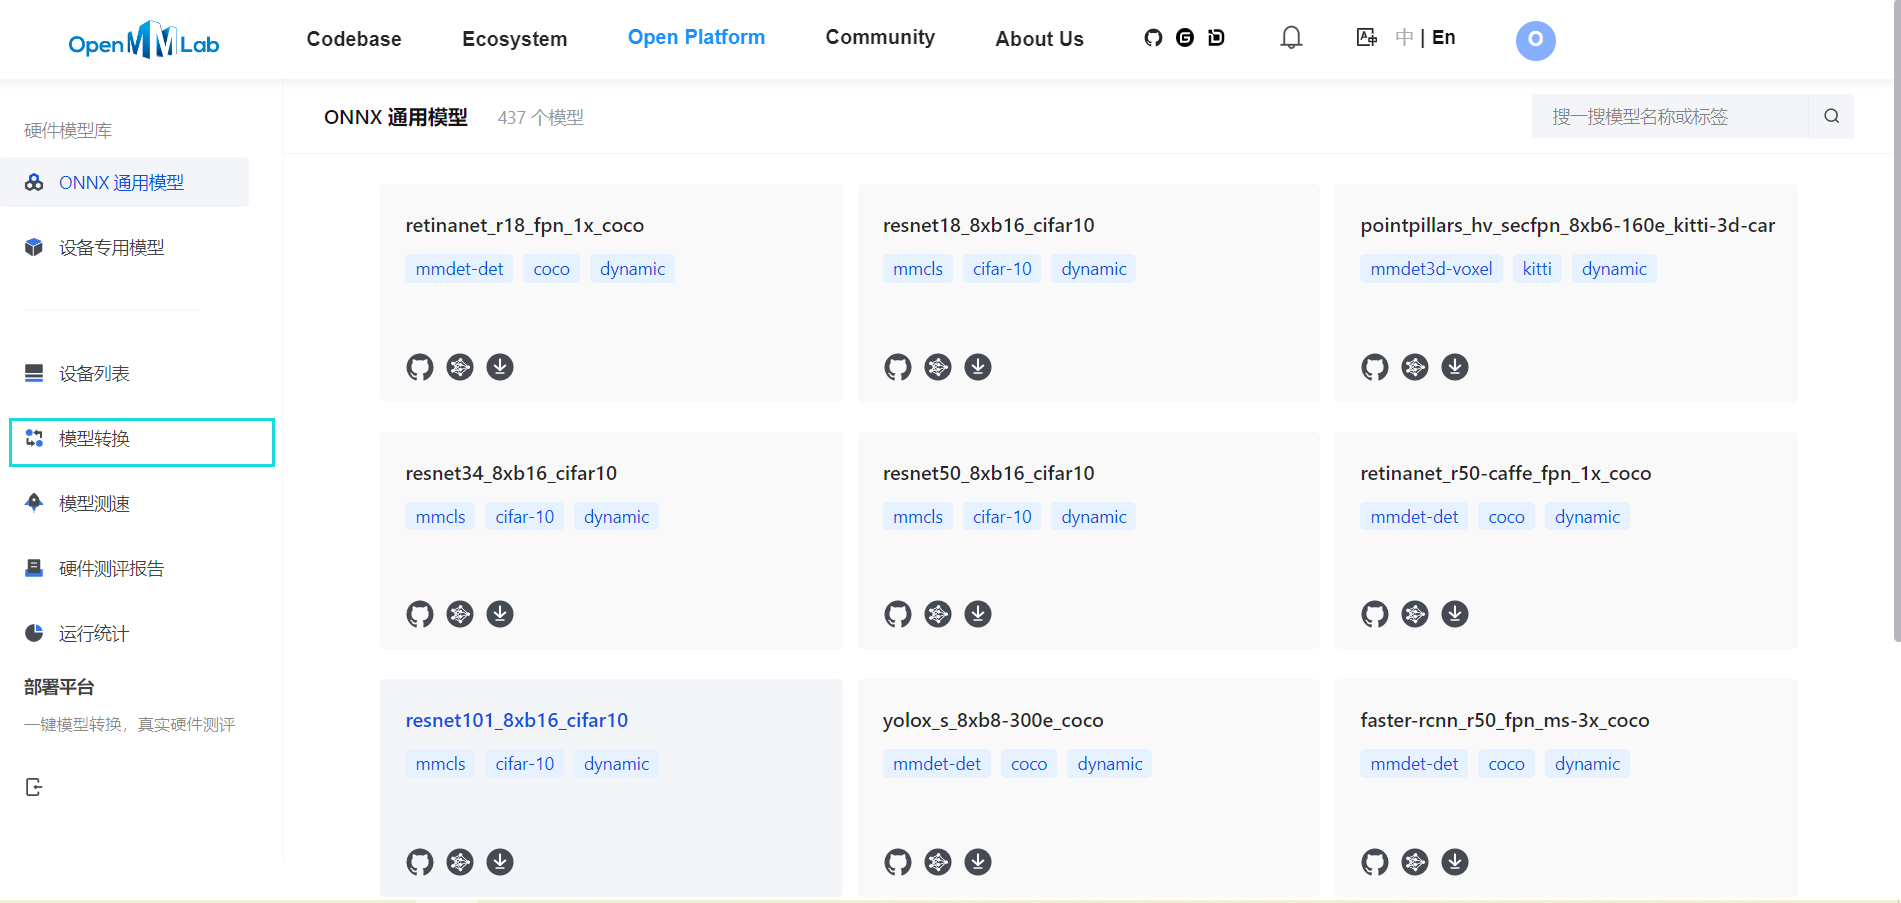 OpenMMLab
Codebase
Ecosystem
Open Platform
Community
About Us
中 | En
O
硬件模型库
ONNX 通用模型
设备专用模型
设备列表
模型转换
模型测速
硬件测评报告
运行统计
部署平台
一键模型转换，真实硬件测评
ONNX 通用模型 437 个模型
搜一搜模型名称或标签
retinanet_r18_fpn_1x_coco
mmdet-det coco dynamic
resnet18_8xb16_cifar10
mmcls cifar-10 dynamic
pointpillars_hv_secfpn_8xb6-160e_kitti-3d-car
mmdet3d-voxel kitti dynamic
resnet34_8xb16_cifar10
mmcls cifar-10 dynamic
resnet50_8xb16_cifar10
mmcls cifar-10 dynamic
retinanet_r50-caffe_fpn_1x_coco
mmdet-det coco dynamic
resnet101_8xb16_cifar10
mmcls cifar-10 dynamic
yolox_s_8xb8-300e_coco
mmdet-det coco dynamic
faster-rcnn_r50_fpn_ms-3x_coco
mmdet-det coco dynamic